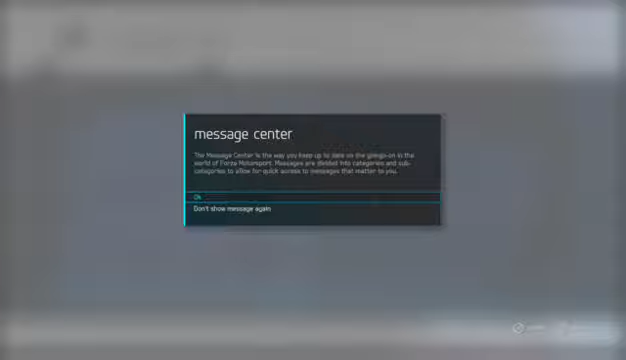 message center
The Message Center is the way you keep up to date on the goings-on in the
world of Forza Motorsport. Messages are divided into categories and sub-
categories to allow for quick access to messages that matter to you.
Ok
Don't show message again